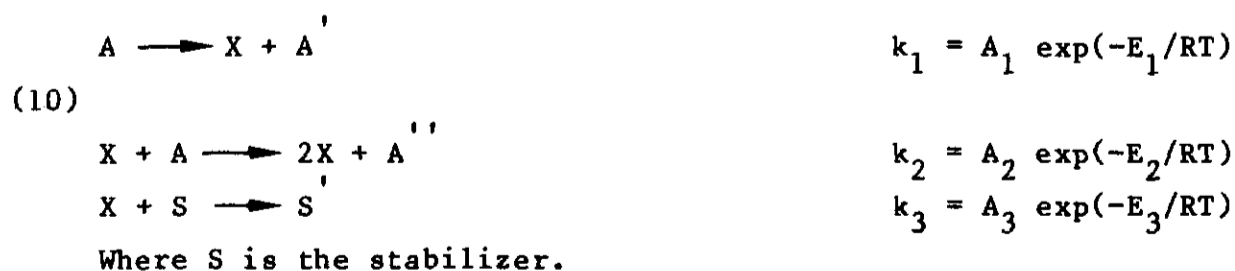 A ⟶ X + A' k₁ = A₁ exp(-E₁/RT)
(10)
X + A ⟶ 2X + A'' k₂ = A₂ exp(-E₂/RT)
X + S ⟶ S' k₃ = A₃ exp(-E₃/RT)
Where S is the stabilizer.